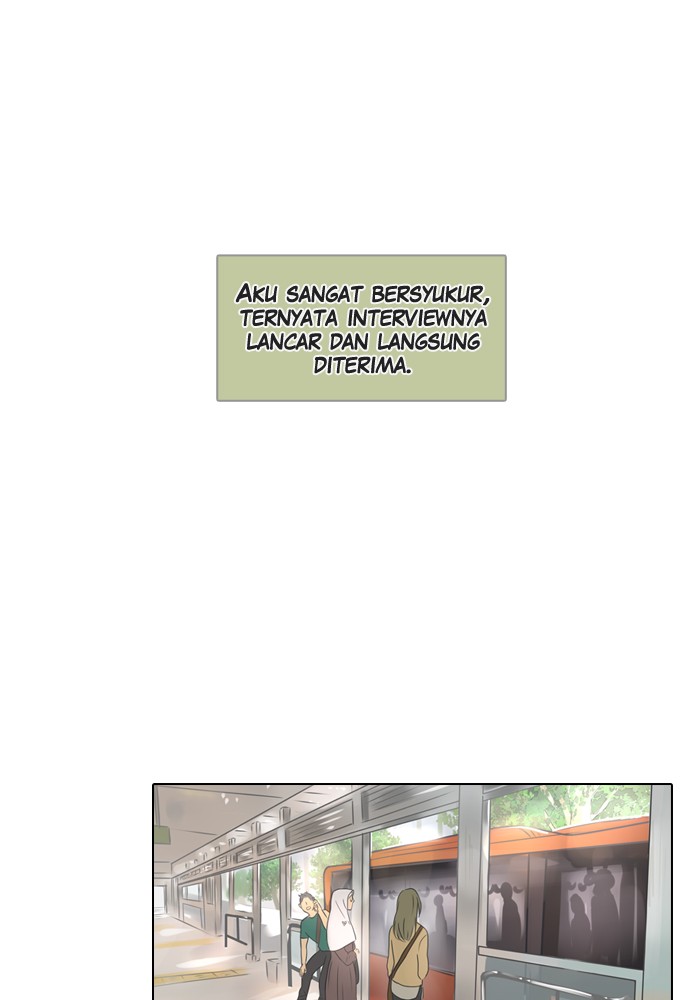 AKU SANGAT BERSYUKUR,
TERNYATA INTERVIEWNYA
LANCAR DAN LANGSUNG
DITERIMA.